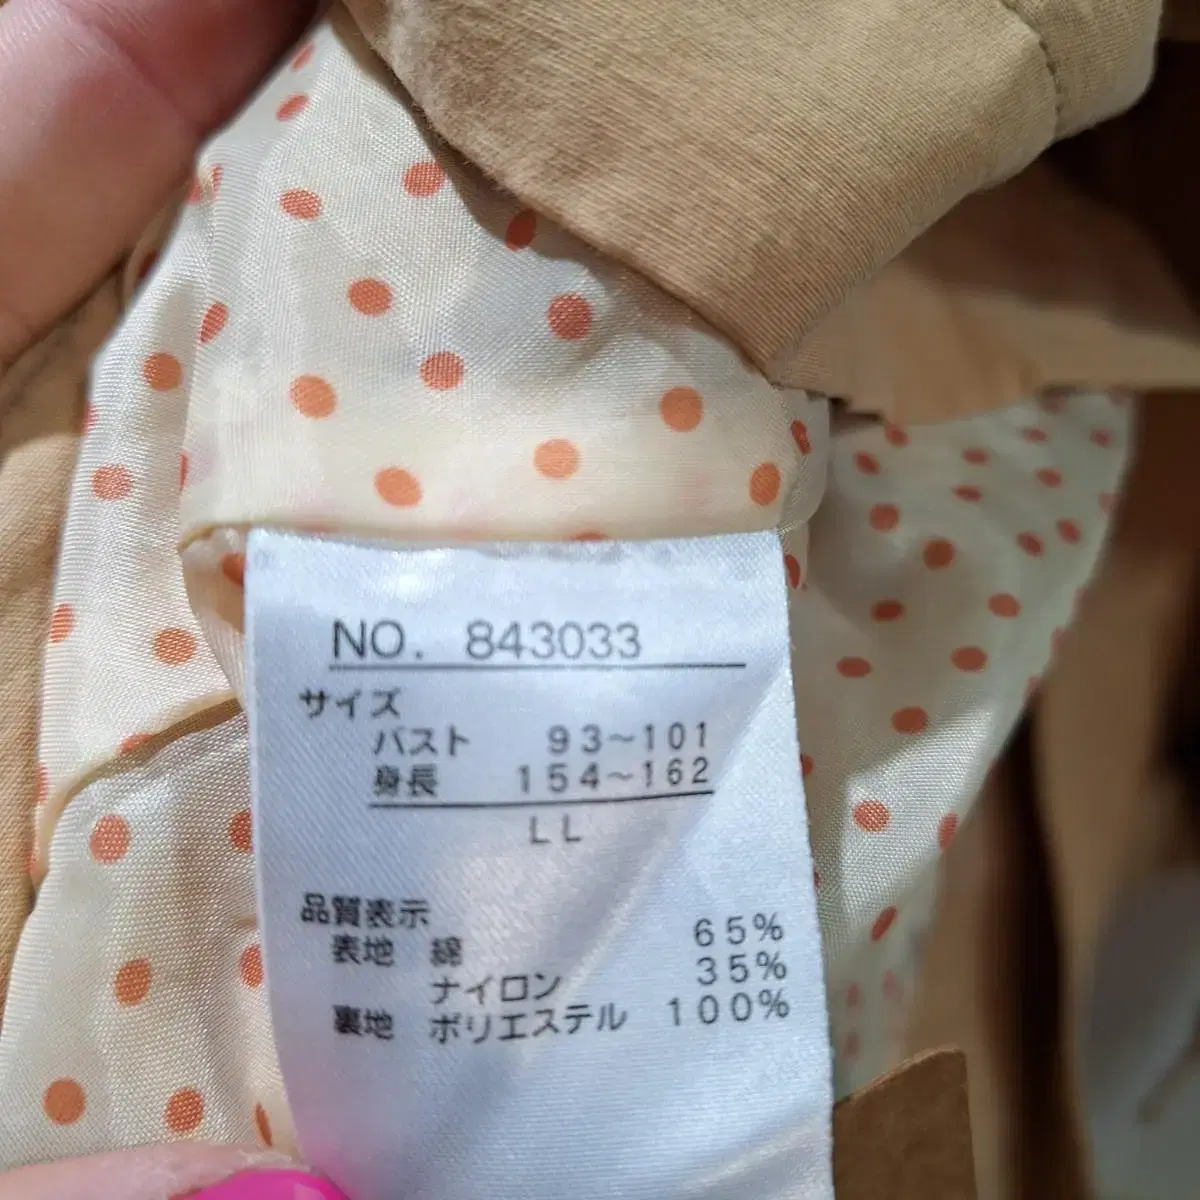 NO. 843033
サイズ
バスト 93~101
身長 154~162
LL
品質表示
表地 綿 65%
ナイロン 35%
裏地 ポリエステル 100%